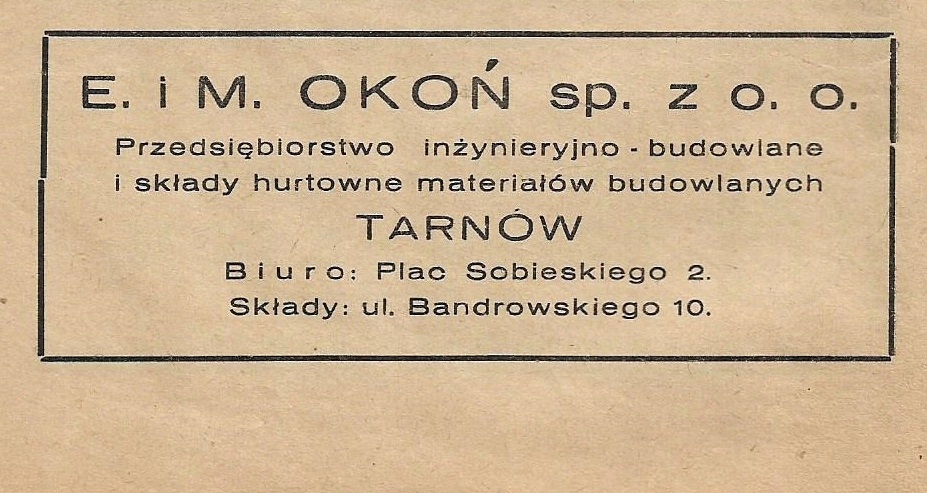 E. i M. OKOŃ sp. z o. o.
Przedsiębiorstwo inżynieryjno - budowlane
i składy hurtowne materiałów budowlanych
TARNÓW
Biuro: Plac Sobieskiego 2.
Składy: ul. Bandrowskiego 10.